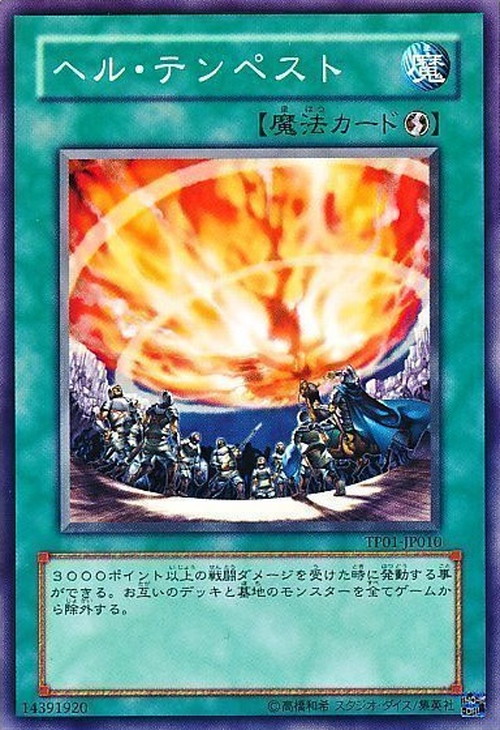 ヘル・テンペスト
魔
【魔法カード】
TP01-JP010
3000ポイント以上の戦闘ダメージを受けた時に発動する事
ができる。お互いのデッキと墓地のモンスターを全てゲームか
ら除外する。
14391920
©高橋和希 スタジオ・ダイス/集英社